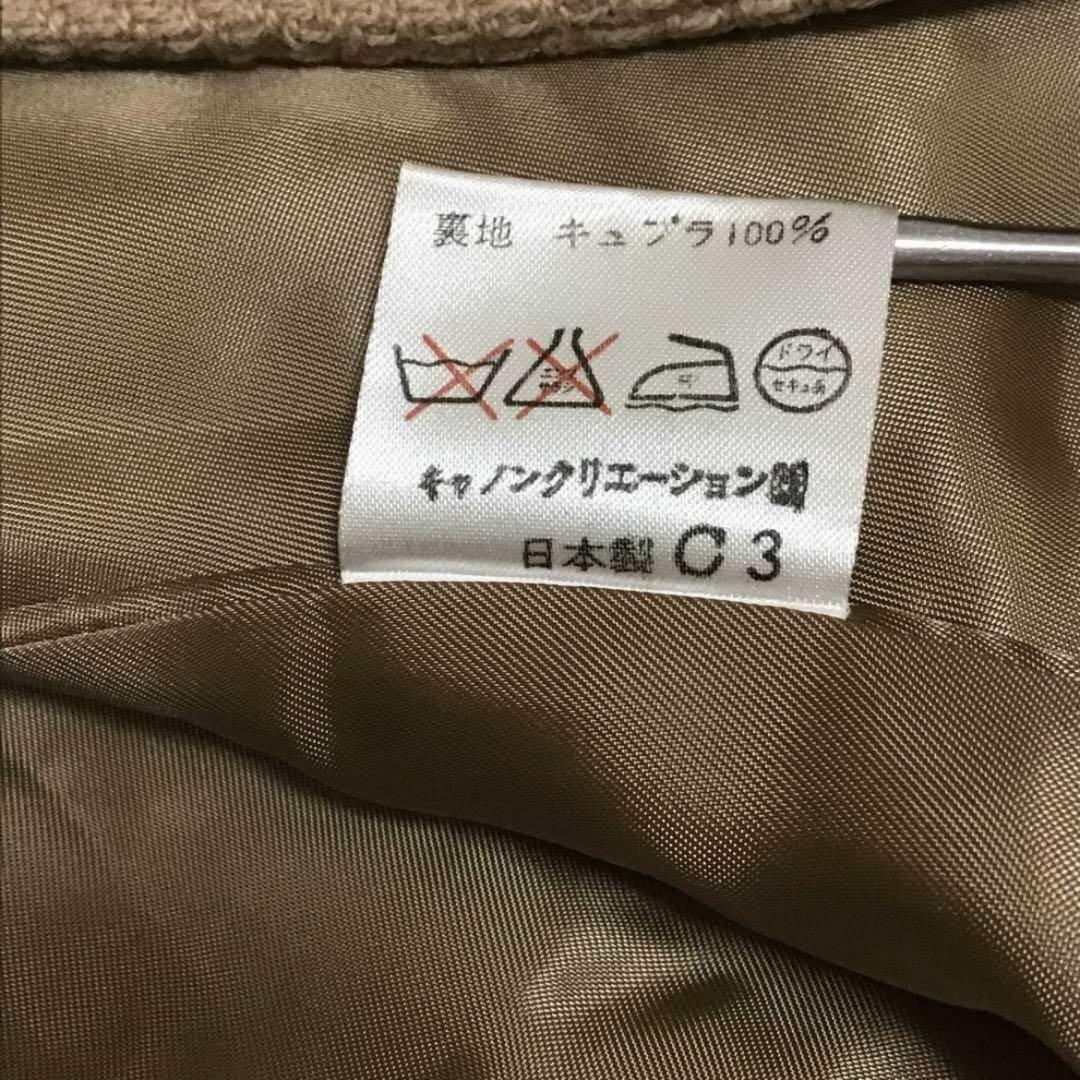 裏地 キュプラ100%
ドライ
セキユ系
キャノンクリエーション㈱
日本製 C3